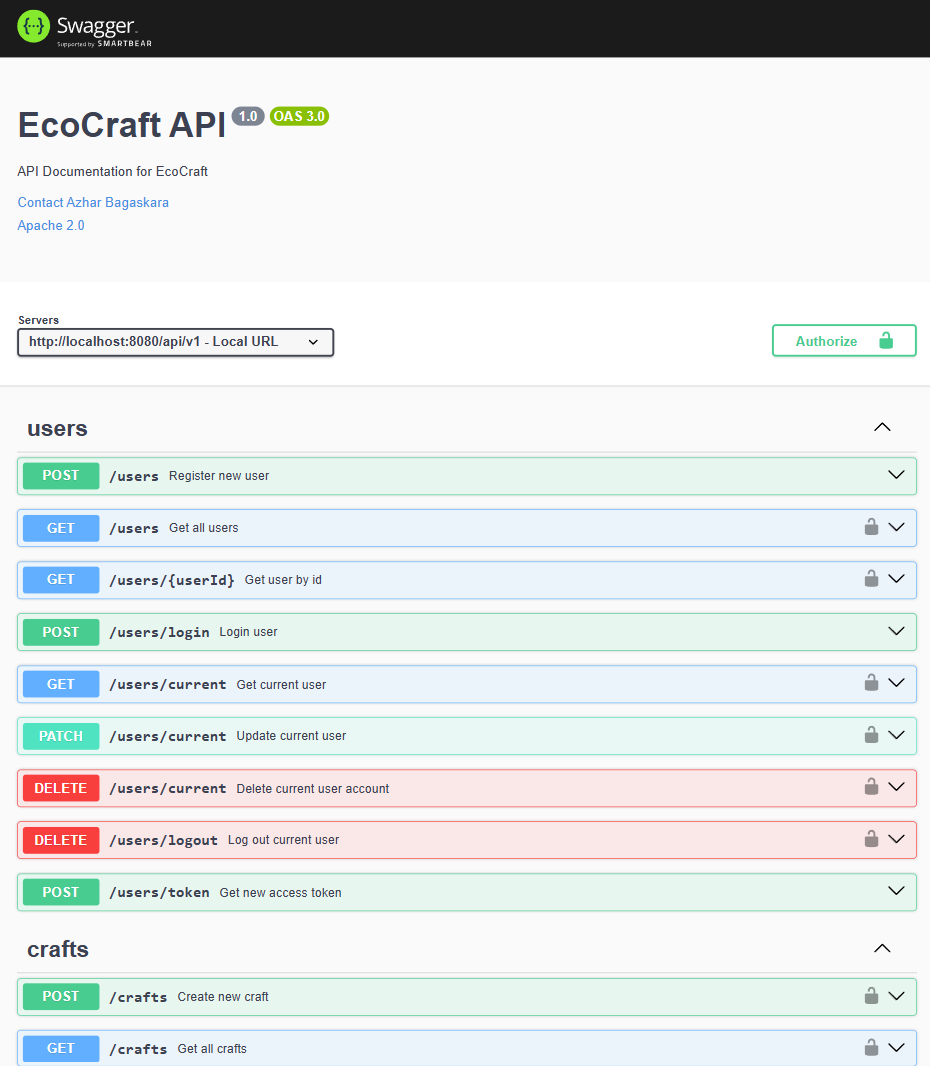 Swagger
Supported by SMARTBEAR
EcoCraft API 1.0 OAS 3.0
API Documentation for EcoCraft
Contact Azhar Bagaskara
Apache 2.0
Servers
http://localhost:8080/api/v1 - Local URL
Authorize
users
POST /users Register new user
GET /users Get all users
GET /users/{userId} Get user by id
POST /users/login Login user
GET /users/current Get current user
PATCH /users/current Update current user
DELETE /users/current Delete current user account
DELETE /users/logout Log out current user
POST /users/token Get new access token
crafts
POST /crafts Create new craft
GET /crafts Get all crafts